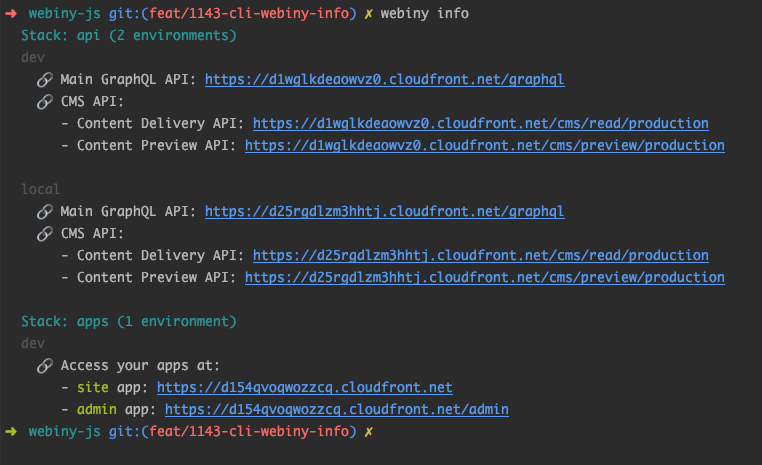 ➜ webiny-js git:(feat/1143-cli-webiny-info) ✗ webiny info
Stack: api (2 environments)
dev
🔗 Main GraphQL API: https://d1wglkdeaowvz0.cloudfront.net/graphql
🔗 CMS API:
- Content Delivery API: https://d1wglkdeaowvz0.cloudfront.net/cms/read/production
- Content Preview API: https://d1wglkdeaowvz0.cloudfront.net/cms/preview/production
local
🔗 Main GraphQL API: https://d25rgdlzm3hhtj.cloudfront.net/graphql
🔗 CMS API:
- Content Delivery API: https://d25rgdlzm3hhtj.cloudfront.net/cms/read/production
- Content Preview API: https://d25rgdlzm3hhtj.cloudfront.net/cms/preview/production
Stack: apps (1 environment)
dev
🔗 Access your apps at:
- site app: https://d154qvoqwozzcq.cloudfront.net
- admin app: https://d154qvoqwozzcq.cloudfront.net/admin
➜ webiny-js git:(feat/1143-cli-webiny-info) ✗